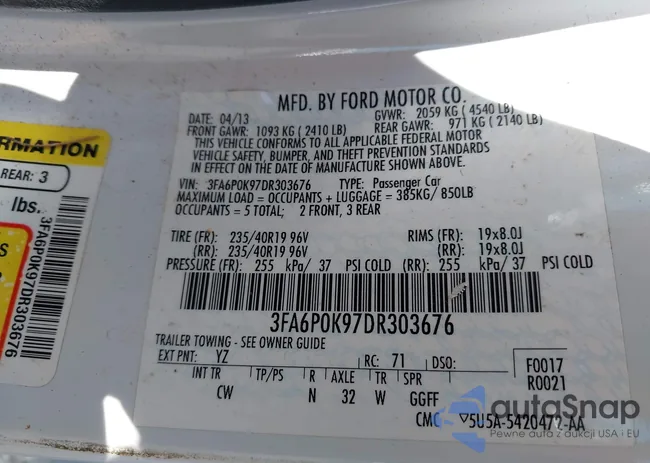 MFD. BY FORD MOTOR CO.
DATE: 04/13 GVWR: 2059 KG ( 4540 LB)
FRONT GAWR: 1093 KG ( 2410 LB) REAR GAWR: 971 KG ( 2140 LB)
THIS VEHICLE CONFORMS TO ALL APPLICABLE FEDERAL MOTOR
VEHICLE SAFETY, BUMPER, AND THEFT PREVENTION STANDARDS
IN EFFECT ON THE DATE OF MANUFACTURE SHOWN ABOVE.
VIN: 3FA6P0K97DR303676 TYPE: Passenger Car
MAXIMUM LOAD = OCCUPANTS + LUGGAGE = 385KG/ 850LB
OCCUPANTS = 5 TOTAL; 2 FRONT, 3 REAR
TIRE (FR): 235/40R19 96V RIMS (FR): 19x8.0J
(RR): 235/40R19 96V (RR): 19x8.0J
PRESSURE (FR): 255 kPa/ 37 PSI COLD (RR): 255 kPa/ 37 PSI COLD
3FA6P0K97DR303676
TRAILER TOWING - SEE OWNER GUIDE
EXT PNT: YZ RC: 71 DSO: F0017
R0021
INT TR TP/PS R AXLE TR SPR
CW N 32 W GGFF
CMC ▽5U5A-5420472-AA
RMATION
REAR: 3
lbs.
S
3FA6P0K97DR303676
autoSnap
Pewne auto z aukcji USA i EU